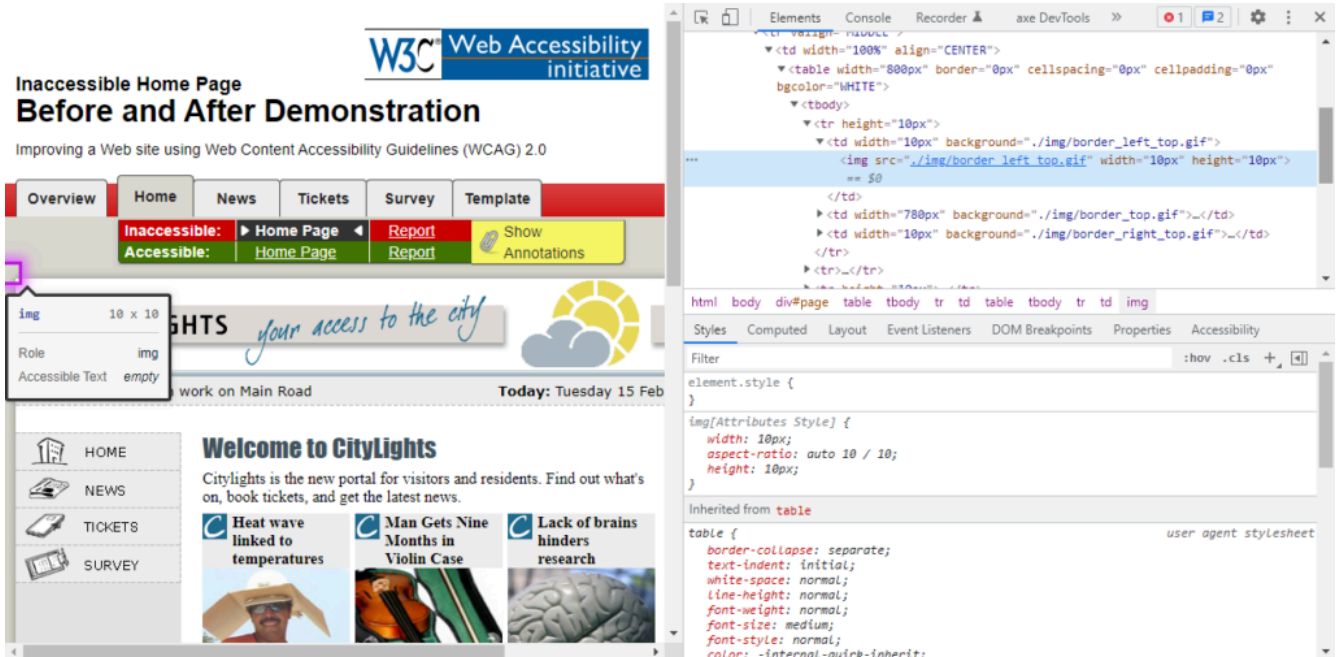 W3C® Web Accessibility
initiative
Inaccessible Home Page
Before and After Demonstration
Improving a Web site using Web Content Accessibility Guidelines (WCAG) 2.0
Overview Home News Tickets Survey Template
Inaccessible: Home Page Report
Accessible: Home Page Report
Show
Annotations
img 10 x 10
Role img
Accessible Text empty
GHTS your access to the city
work on Main Road Today: Tuesday 15 Feb
HOME
NEWS
TICKETS
SURVEY
Welcome to CityLights
Citylights is the new portal for visitors and residents. Find out what's
on, book tickets, and get the latest news.
Heat wave
linked to
temperatures
Man Gets Nine
Months in
Violin Case
Lack of brains
hinders
research
Elements Console Recorder axe DevTools » 1 2
<tr valign="MIDDLE">
<td width="100%" align="CENTER">
<table width="800px" border="0px" cellspacing="0px" cellpadding="0px"
bgcolor="WHITE">
<tbody>
<tr height="10px">
<td width="10px" background="./img/border_left_top.gif">
<img src="./img/border_left_top.gif" width="10px" height="10px">
== $0
</td>
<td width="780px" background="./img/border_top.gif">…</td>
<td width="10px" background="./img/border_right_top.gif">…</td>
</tr>
<tr>…</tr>
<tr height="10px">…</tr>
html body div#page table tbody tr td table tbody tr td img
Styles Computed Layout Event Listeners DOM Breakpoints Properties Accessibility
Filter :hov .cls +
element.style {
}
img[Attributes Style] {
width: 10px;
aspect-ratio: auto 10 / 10;
height: 10px;
}
Inherited from table
table { user agent stylesheet
border-collapse: separate;
text-indent: initial;
white-space: normal;
line-height: normal;
font-weight: normal;
font-size: medium;
font-style: normal;
color: -internal-quirk-inherit;